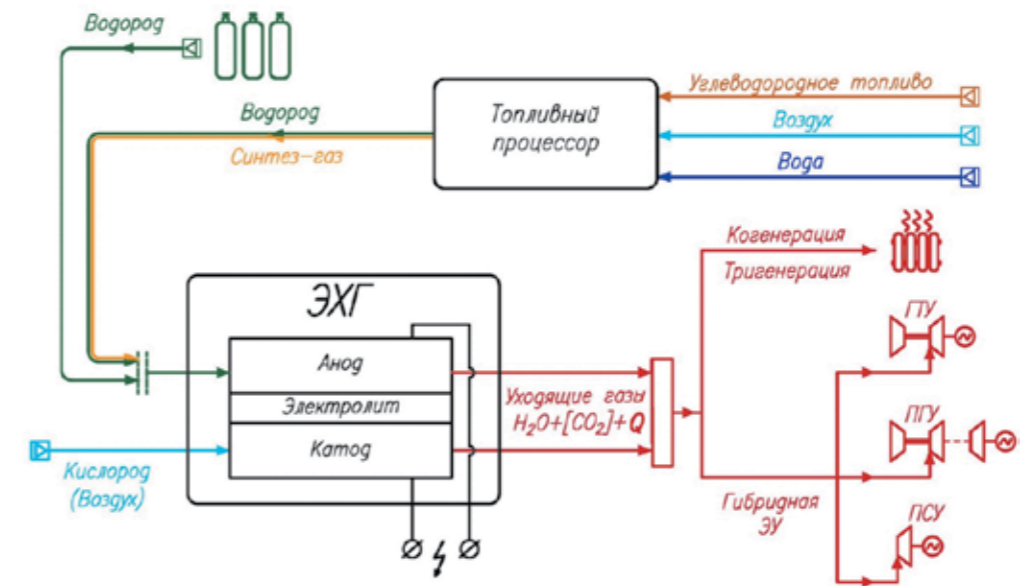 Водород
Водород
Синтез-газ
Топливный
процессор
Углеводородное топливо
Воздух
Вода
Когенерация
Тригенерация
ЭХГ
Анод
Электролит
Катод
Кислород
(Воздух)
Уходящие газы
H₂O+[CO₂]+Q
ГТУ
ПГУ
Гибридная
ЭУ
ПСУ